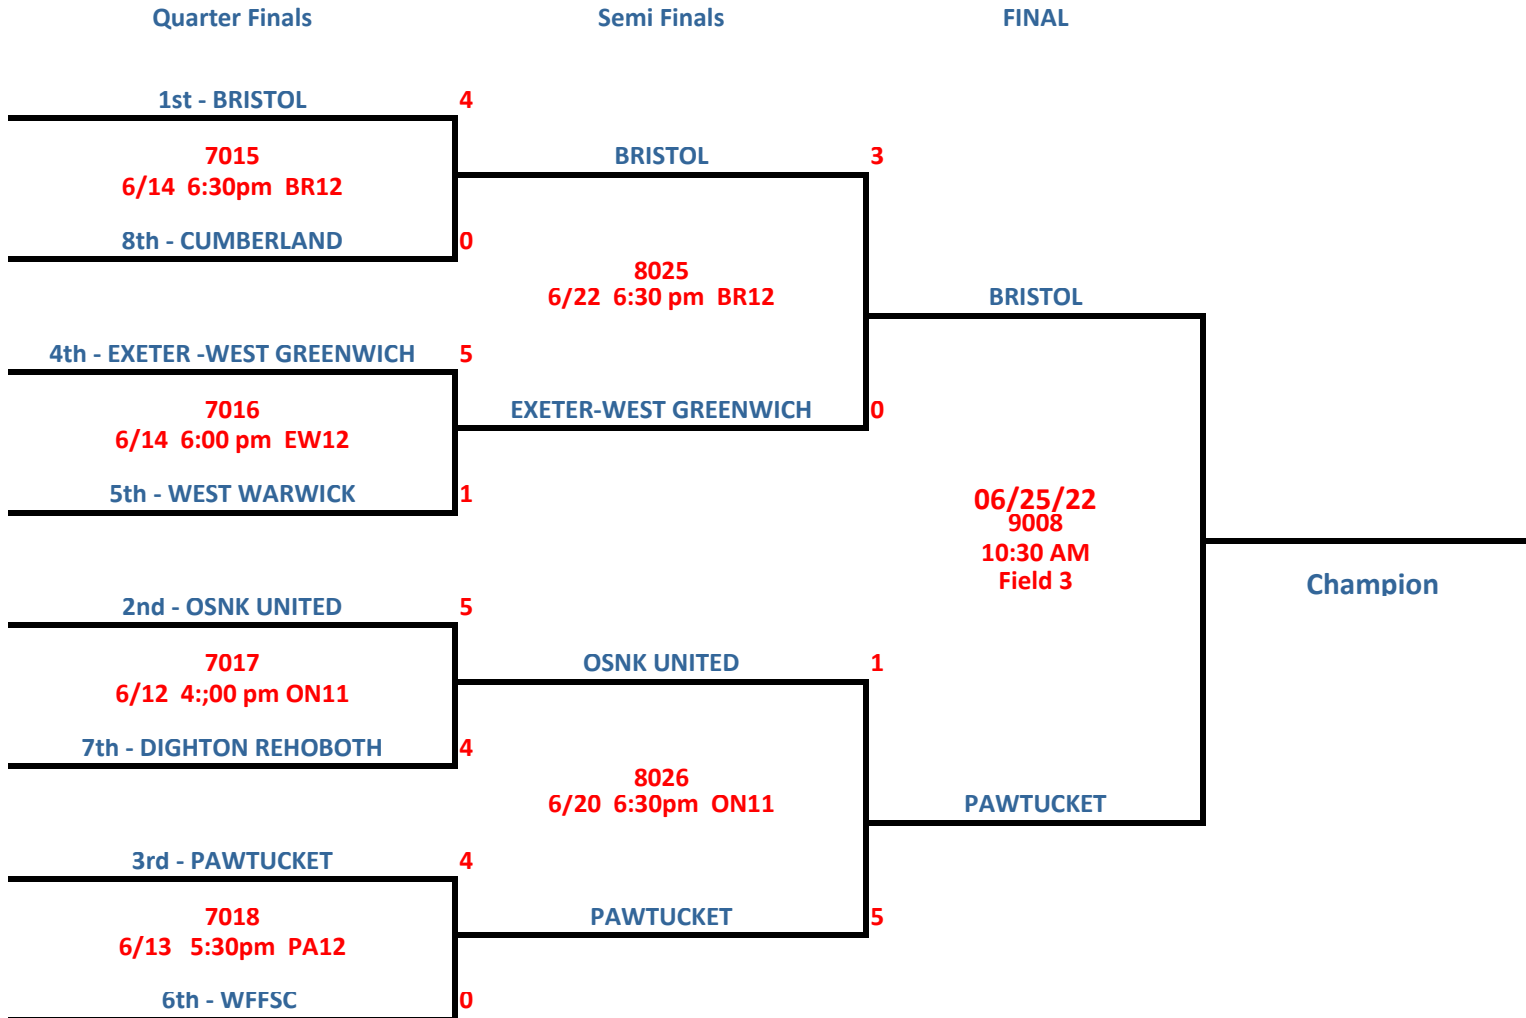 Quarter Finals
Semi Finals
FINAL
1st - BRISTOL 4
7015
6/14 6:30pm BR12
8th - CUMBERLAND 0
4th - EXETER -WEST GREENWICH 5
7016
6/14 6:00 pm EW12
5th - WEST WARWICK 1
2nd - OSNK UNITED 5
7017
6/12 4:;00 pm ON11
7th - DIGHTON REHOBOTH 4
3rd - PAWTUCKET 4
7018
6/13 5:30pm PA12
6th - WFFSC 0
BRISTOL 3
8025
6/22 6:30 pm BR12
EXETER-WEST GREENWICH 0
OSNK UNITED 1
8026
6/20 6:30pm ON11
PAWTUCKET 5
BRISTOL
06/25/22
9008
10:30 AM
Field 3
PAWTUCKET
Champion